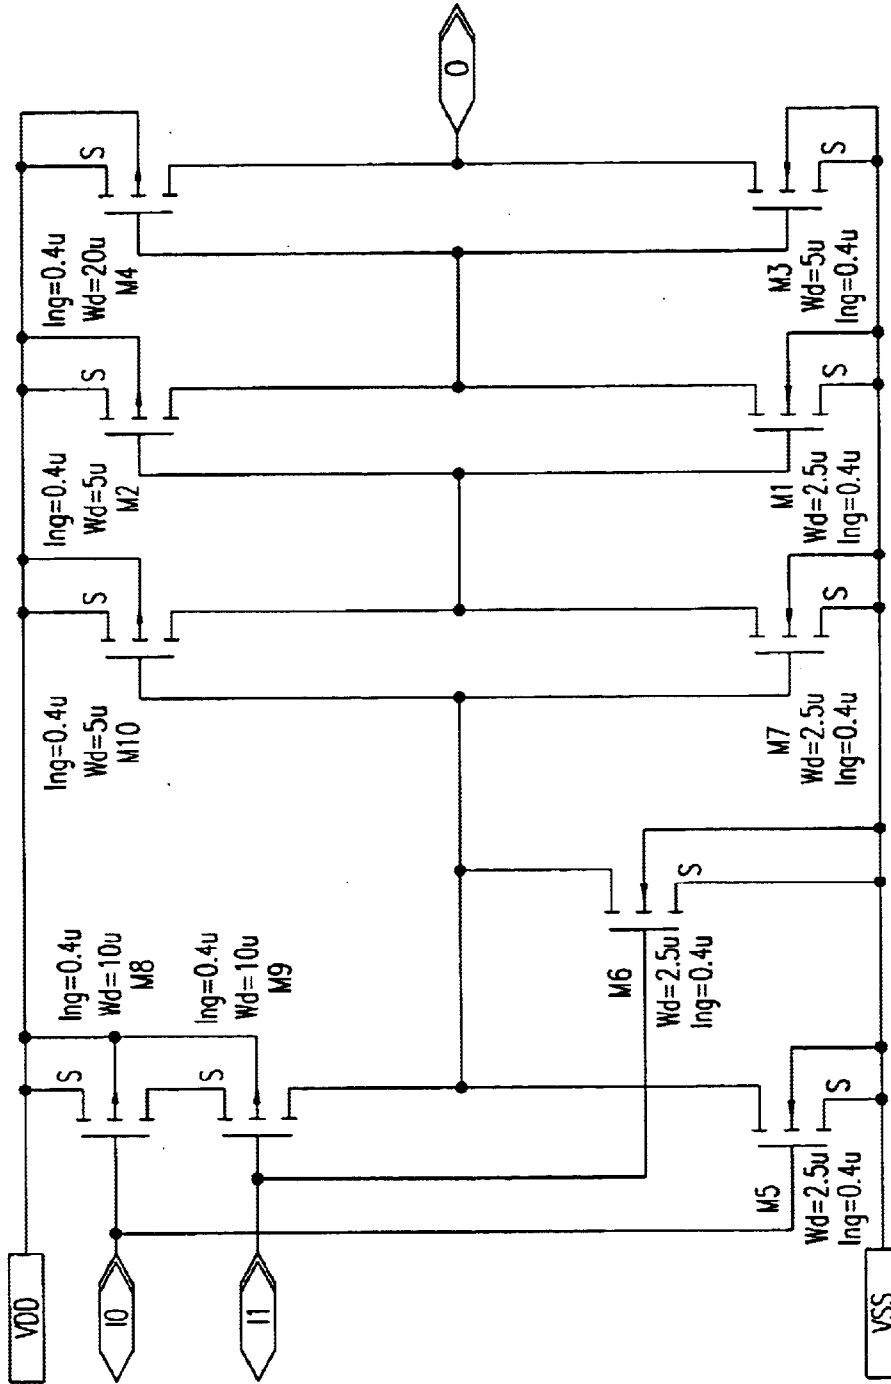 VDD
I0
I1
VSS
S
lng=0.4u
Wd=10u
M8
S
lng=0.4u
Wd=10u
M9
M5
Wd=2.5u
lng=0.4u
S
M6
Wd=2.5u
lng=0.4u
S
lng=0.4u
Wd=5u
M10
S
M7
Wd=2.5u
lng=0.4u
S
lng=0.4u
Wd=5u
M2
S
M1
Wd=2.5u
lng=0.4u
S
lng=0.4u
Wd=20u
M4
S
M3
Wd=5u
lng=0.4u
S
O